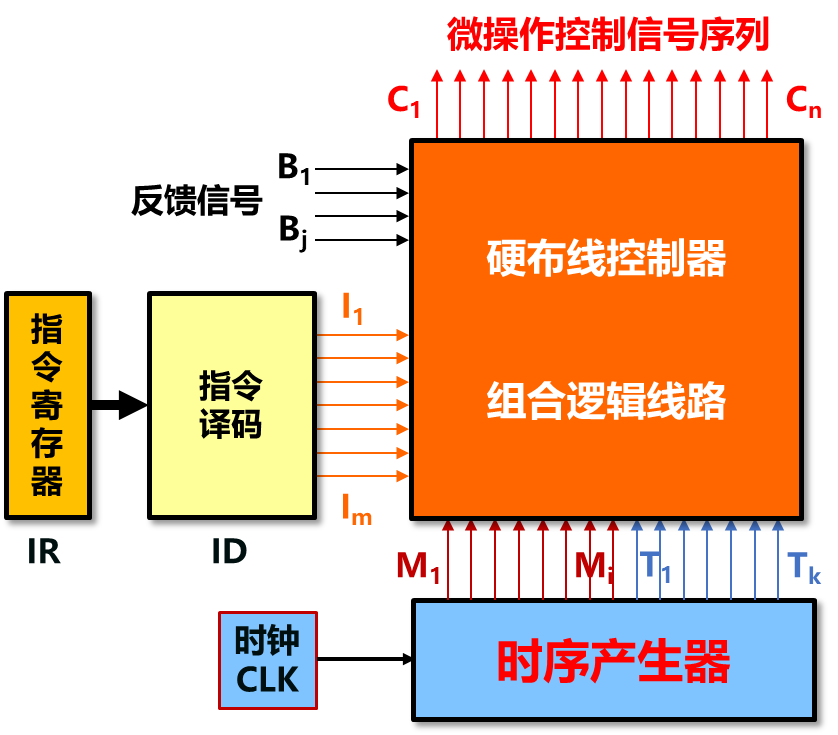 微操作控制信号序列
C1
Cn
B1
反馈信号
Bj
硬布线控制器
I1
指令寄存器
指令
译码
组合逻辑线路
Im
IR
ID
M1
Mi
T1
Tk
时钟
CLK
时序产生器